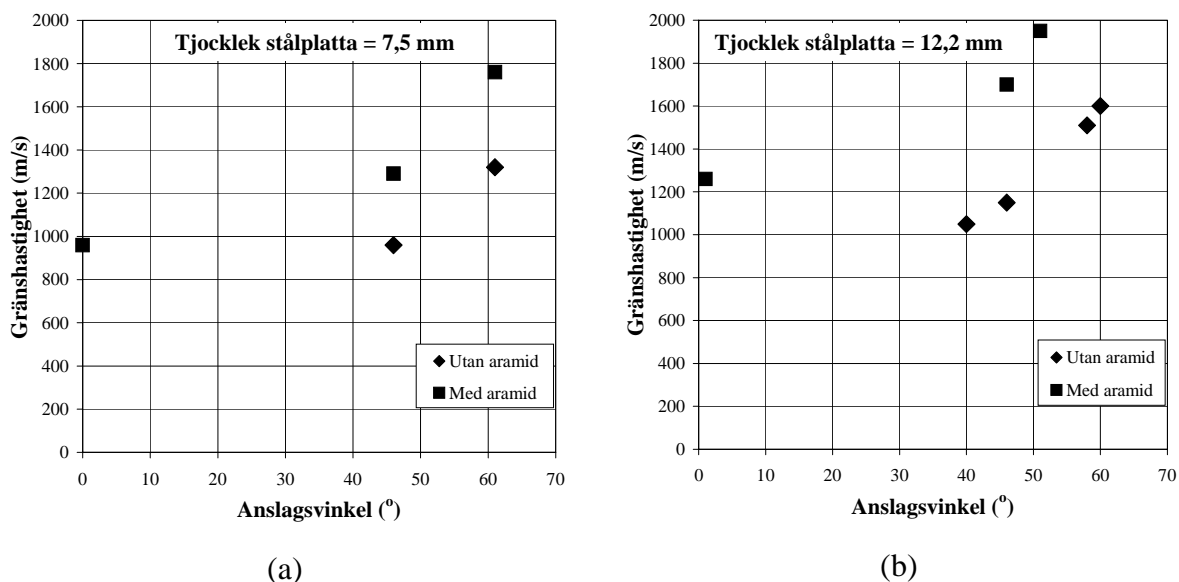 Tjocklek stålplatta = 7,5 mm
Gränshastighet (m/s)
2000
1800
1600
1400
1200
1000
800
600
400
200
0
Utan aramid
Med aramid
0 10 20 30 40 50 60 70
Anslagsvinkel (o)
(a)
Tjocklek stålplatta = 12,2 mm
Gränshastighet (m/s)
2000
1800
1600
1400
1200
1000
800
600
400
200
0
Utan aramid
Med aramid
0 10 20 30 40 50 60 70
Anslagsvinkel (o)
(b)